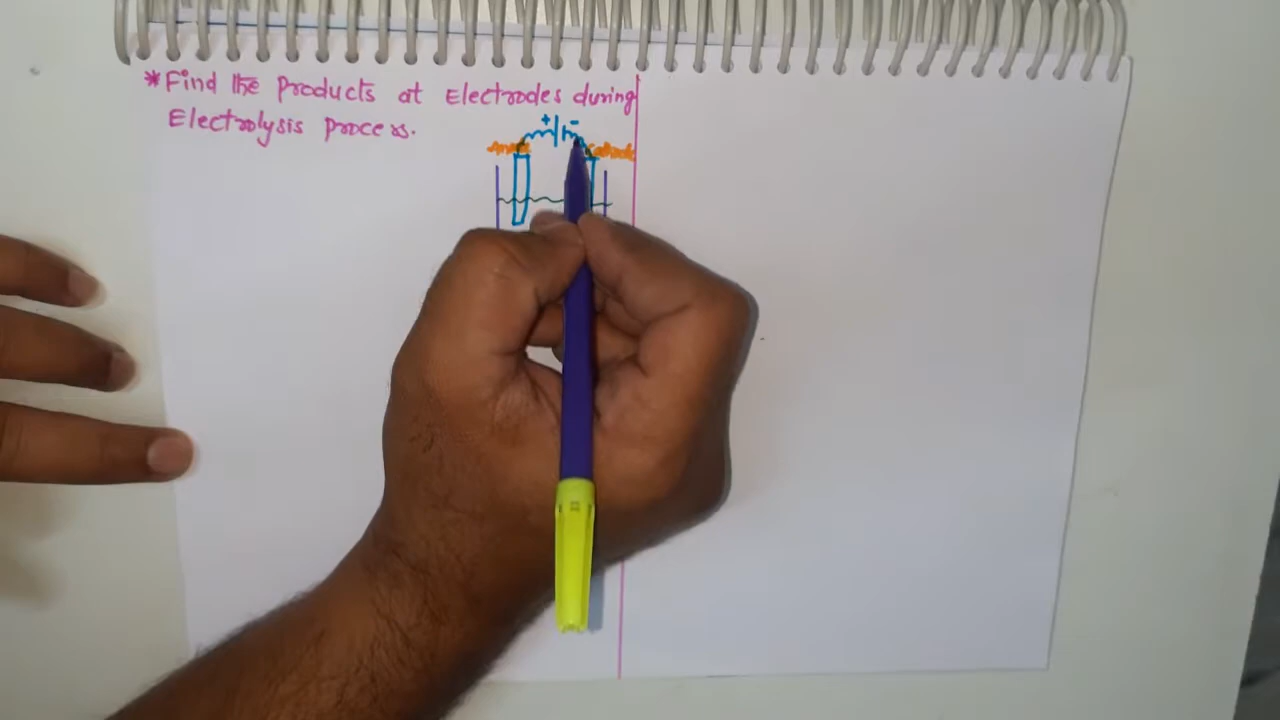 *Find the Products at Electrodes during
Electrolysis process.
+ -